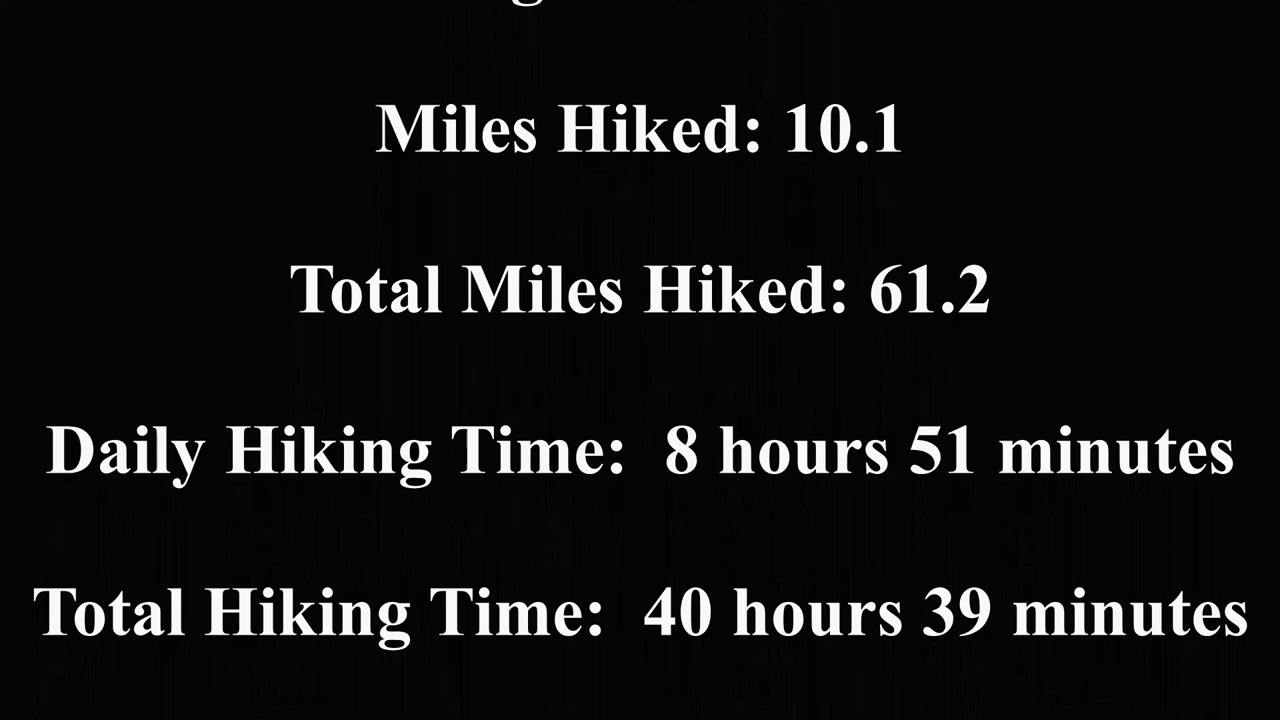 Miles Hiked: 10.1
Total Miles Hiked: 61.2
Daily Hiking Time:  8 hours 51 minutes
Total Hiking Time:  40 hours 39 minutes